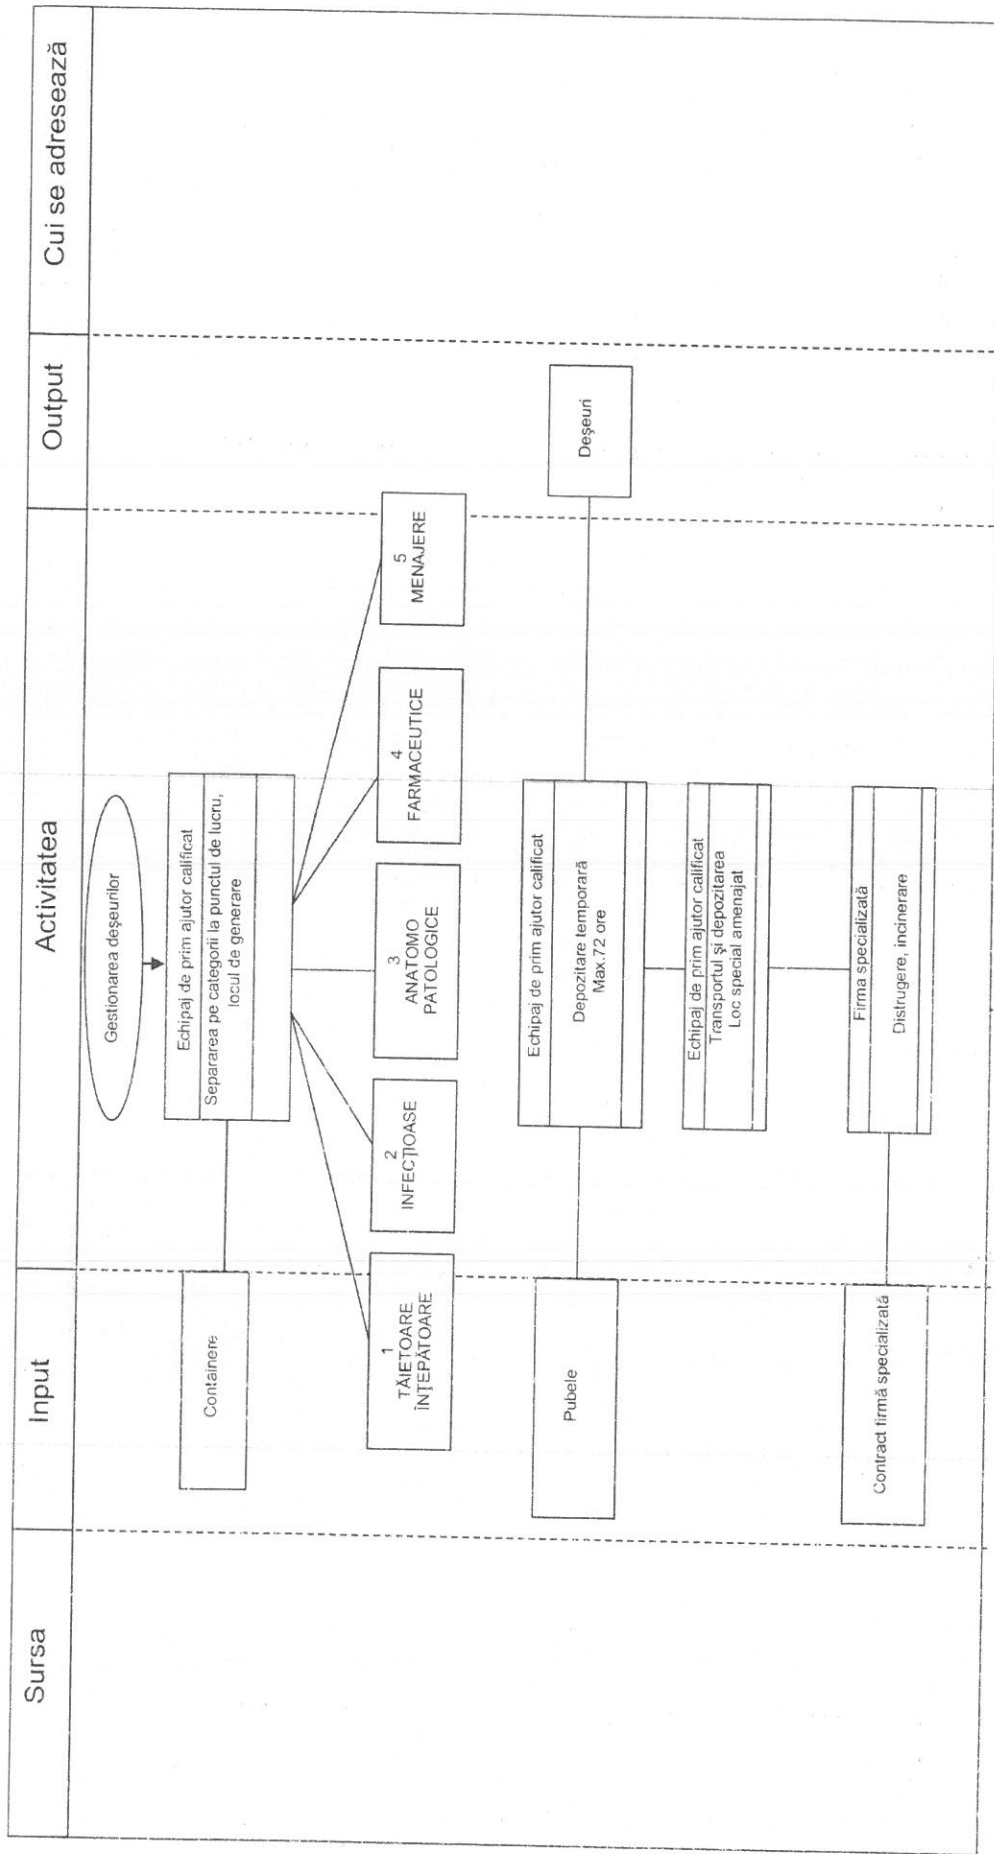 Sursa
Input
Activitatea
Output
Cui se adresează
Gestionarea deșeurilor
Containere
Echipaj de prim ajutor calificat
Separarea pe categorii la punctul de lucru,
locul de generare
1
TĂIETOARE
ÎNȚEPĂTOARE
2
INFECȚIOASE
3
ANATOMO
PATOLOGICE
4
FARMACEUTICE
5
MENAJERE
Pubele
Echipaj de prim ajutor calificat
Depozitare temporară
Max.72 ore
Deșeuri
Echipaj de prim ajutor calificat
Transportul și depozitarea
Loc special amenajat
Contract firmă specializată
Firma specializată
Distrugere, incinerare